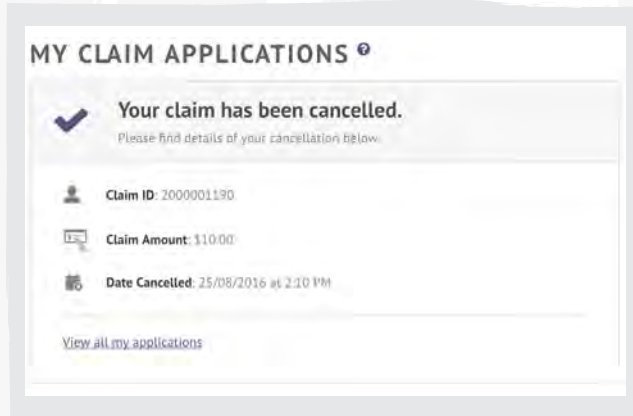 MY CLAIM APPLICATIONS ?
Your claim has been cancelled.
Please find details of your cancellation below.
Claim ID: 2000001190
Claim Amount: $10.00
Date Cancelled: 25/08/2016 at 2:10 PM
View all my applications